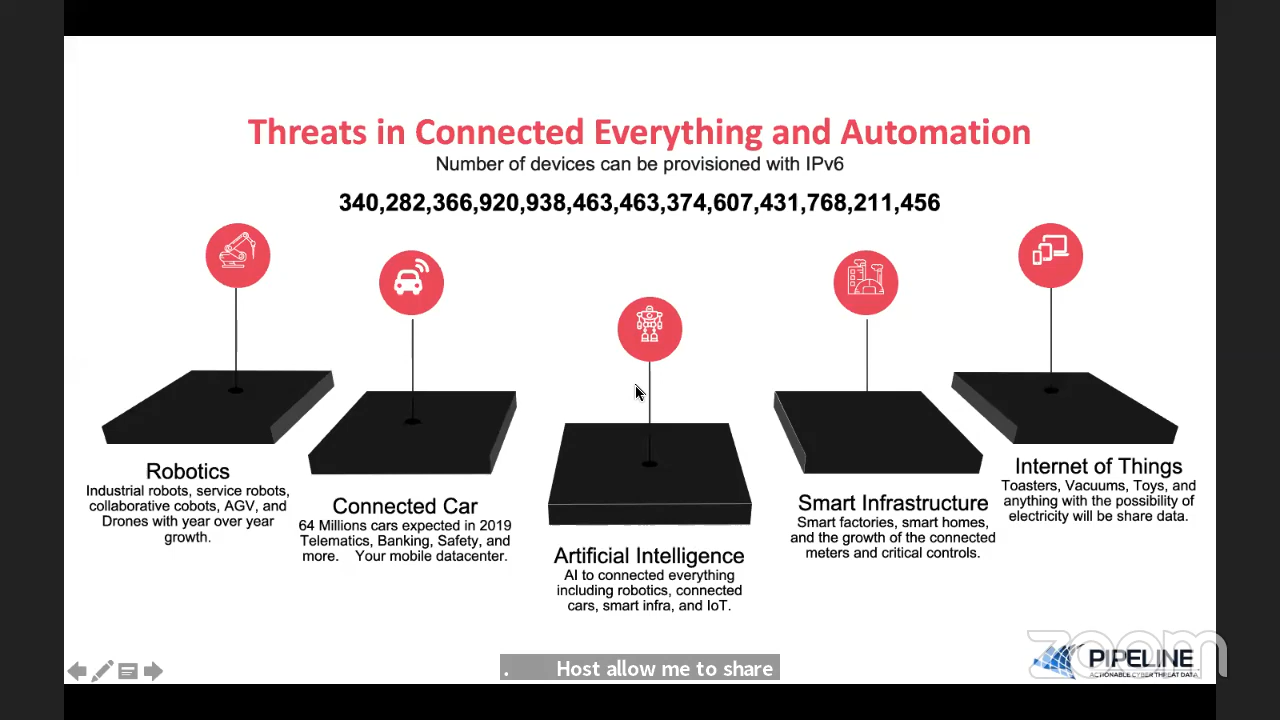 Threats in Connected Everything and Automation
Number of devices can be provisioned with IPv6
340,282,366,920,938,463,463,374,607,431,768,211,456
Robotics
Industrial robots, service robots,
collaborative cobots, AGV, and
Drones with year over year
growth.
Connected Car
64 Millions cars expected in 2019
Telematics, Banking, Safety, and
more. Your mobile datacenter.
Artificial Intelligence
AI to connected everything
including robotics, connected
cars, smart infra, and IoT.
Smart Infrastructure
Smart factories, smart homes,
and the growth of the connected
meters and critical controls.
Internet of Things
Toasters, Vacuums, Toys, and
anything with the possibility of
electricity will be share data.
. Host allow me to share
zoom
PIPELINE
ACTIONABLE CYBER THREAT DATA